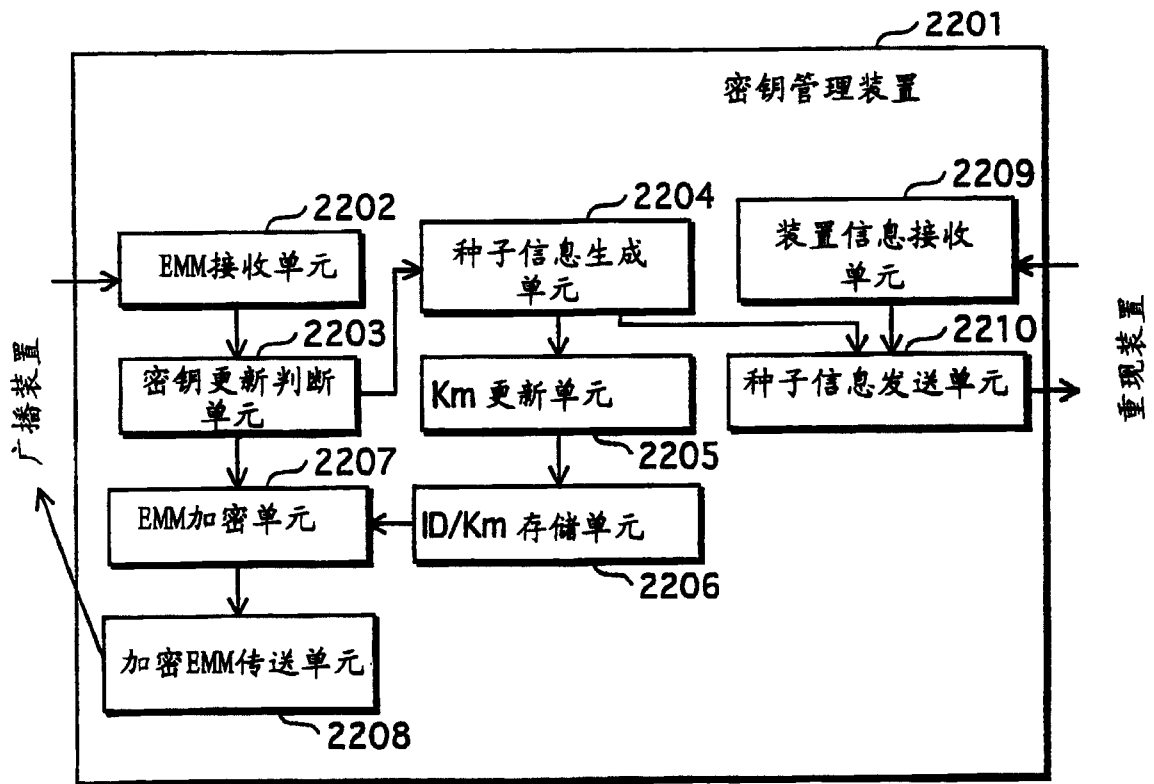 2201
密钥管理装置
2202
EMM接收单元
2204
种子信息生成
单元
2209
装置信息接收
单元
2203
密钥更新判断
单元
Km 更新单元
2205
2210
种子信息发送单元
2207
EMM加密单元
ID/Km 存储单元
2206
加密EMM传送单元
2208
广播装置
重现装置